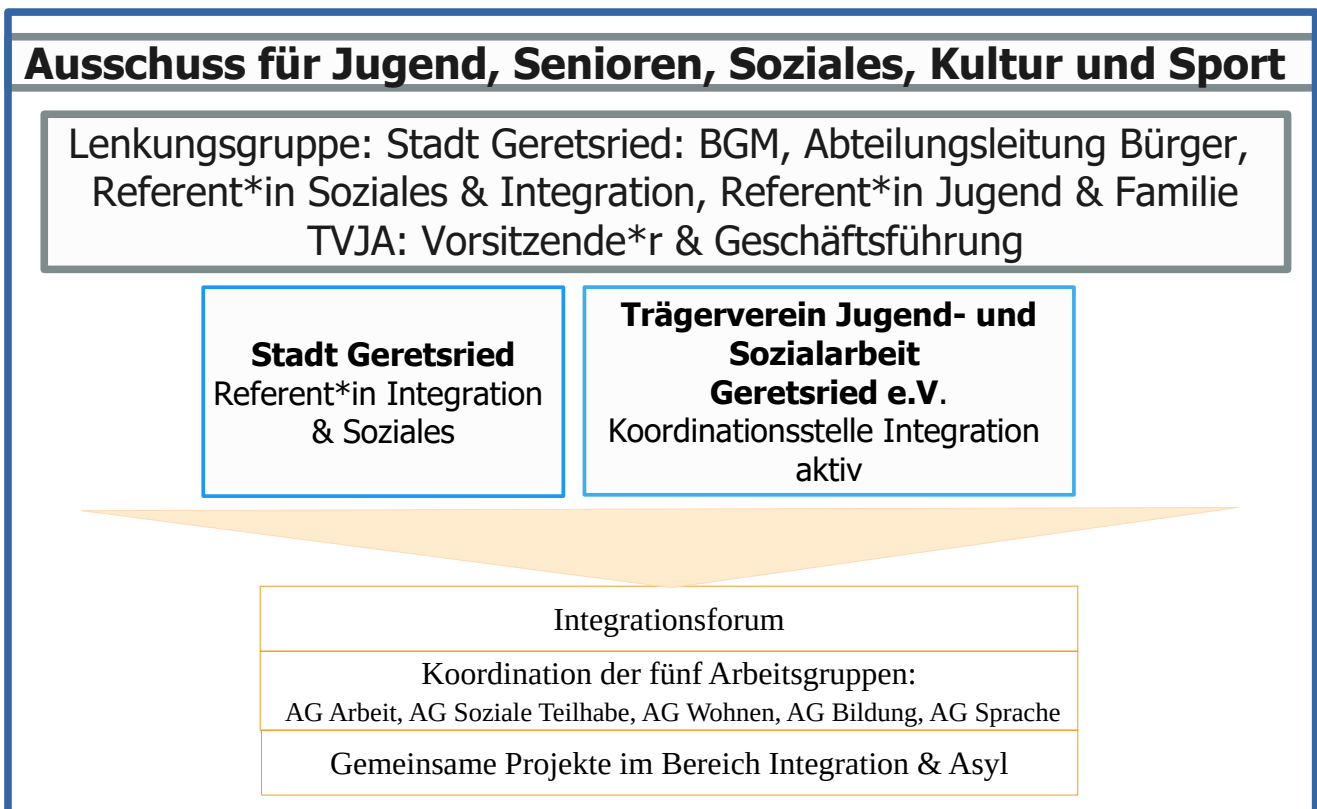 Ausschuss für Jugend, Senioren, Soziales, Kultur und Sport
Lenkungsgruppe: Stadt Geretsried: BGM, Abteilungsleitung Bürger,
Referent*in Soziales & Integration, Referent*in Jugend & Familie
TVJA: Vorsitzende*r & Geschäftsführung
Stadt Geretsried
Referent*in Integration
& Soziales
Trägerverein Jugend- und
Sozialarbeit
Geretsried e.V.
Koordinationsstelle Integration
aktiv
Integrationsforum
Koordination der fünf Arbeitsgruppen:
AG Arbeit, AG Soziale Teilhabe, AG Wohnen, AG Bildung, AG Sprache
Gemeinsame Projekte im Bereich Integration & Asyl